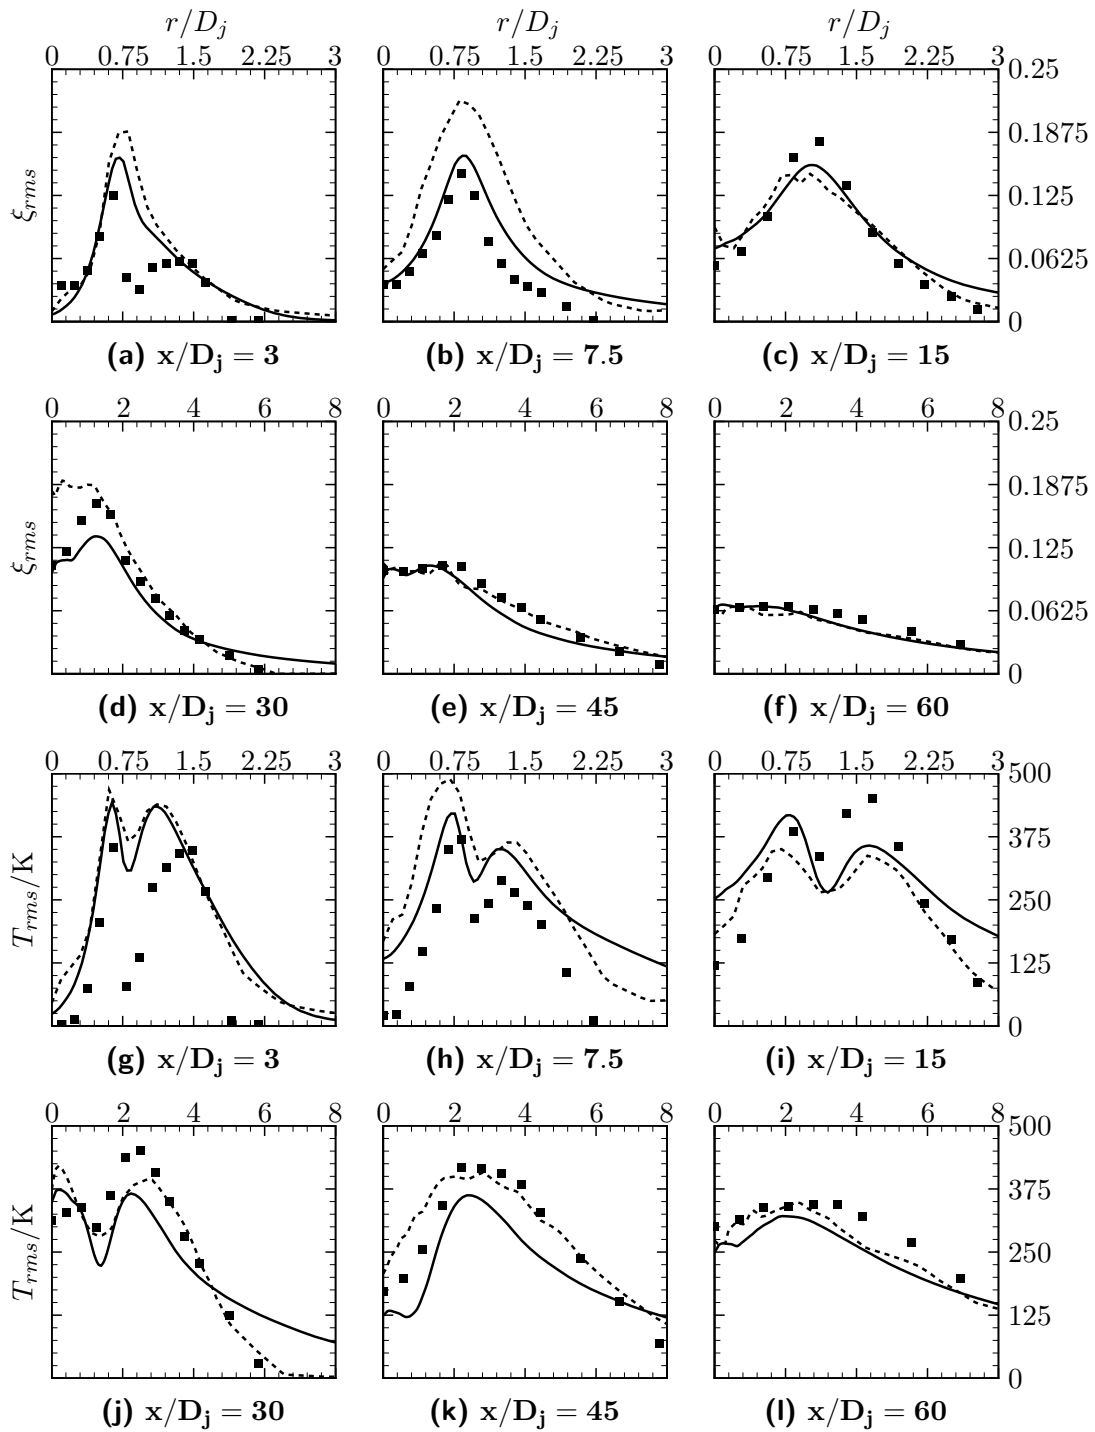 r/D_j r/D_j r/D_j
0 0.75 1.5 2.25 3 0 0.75 1.5 2.25 3 0 0.75 1.5 2.25 3
0.25
0.1875
ξ_rms 0.125
0.0625
0
(a) x/D_j = 3 (b) x/D_j = 7.5 (c) x/D_j = 15
0 2 4 6 8 0 2 4 6 8 0 2 4 6 8
0.25
0.1875
ξ_rms 0.125
0.0625
0
(d) x/D_j = 30 (e) x/D_j = 45 (f) x/D_j = 60
0 0.75 1.5 2.25 3 0 0.75 1.5 2.25 3 0 0.75 1.5 2.25 3
500
375
T_rms/K 250
125
0
(g) x/D_j = 3 (h) x/D_j = 7.5 (i) x/D_j = 15
0 2 4 6 8 0 2 4 6 8 0 2 4 6 8
500
375
T_rms/K 250
125
0
(j) x/D_j = 30 (k) x/D_j = 45 (l) x/D_j = 60